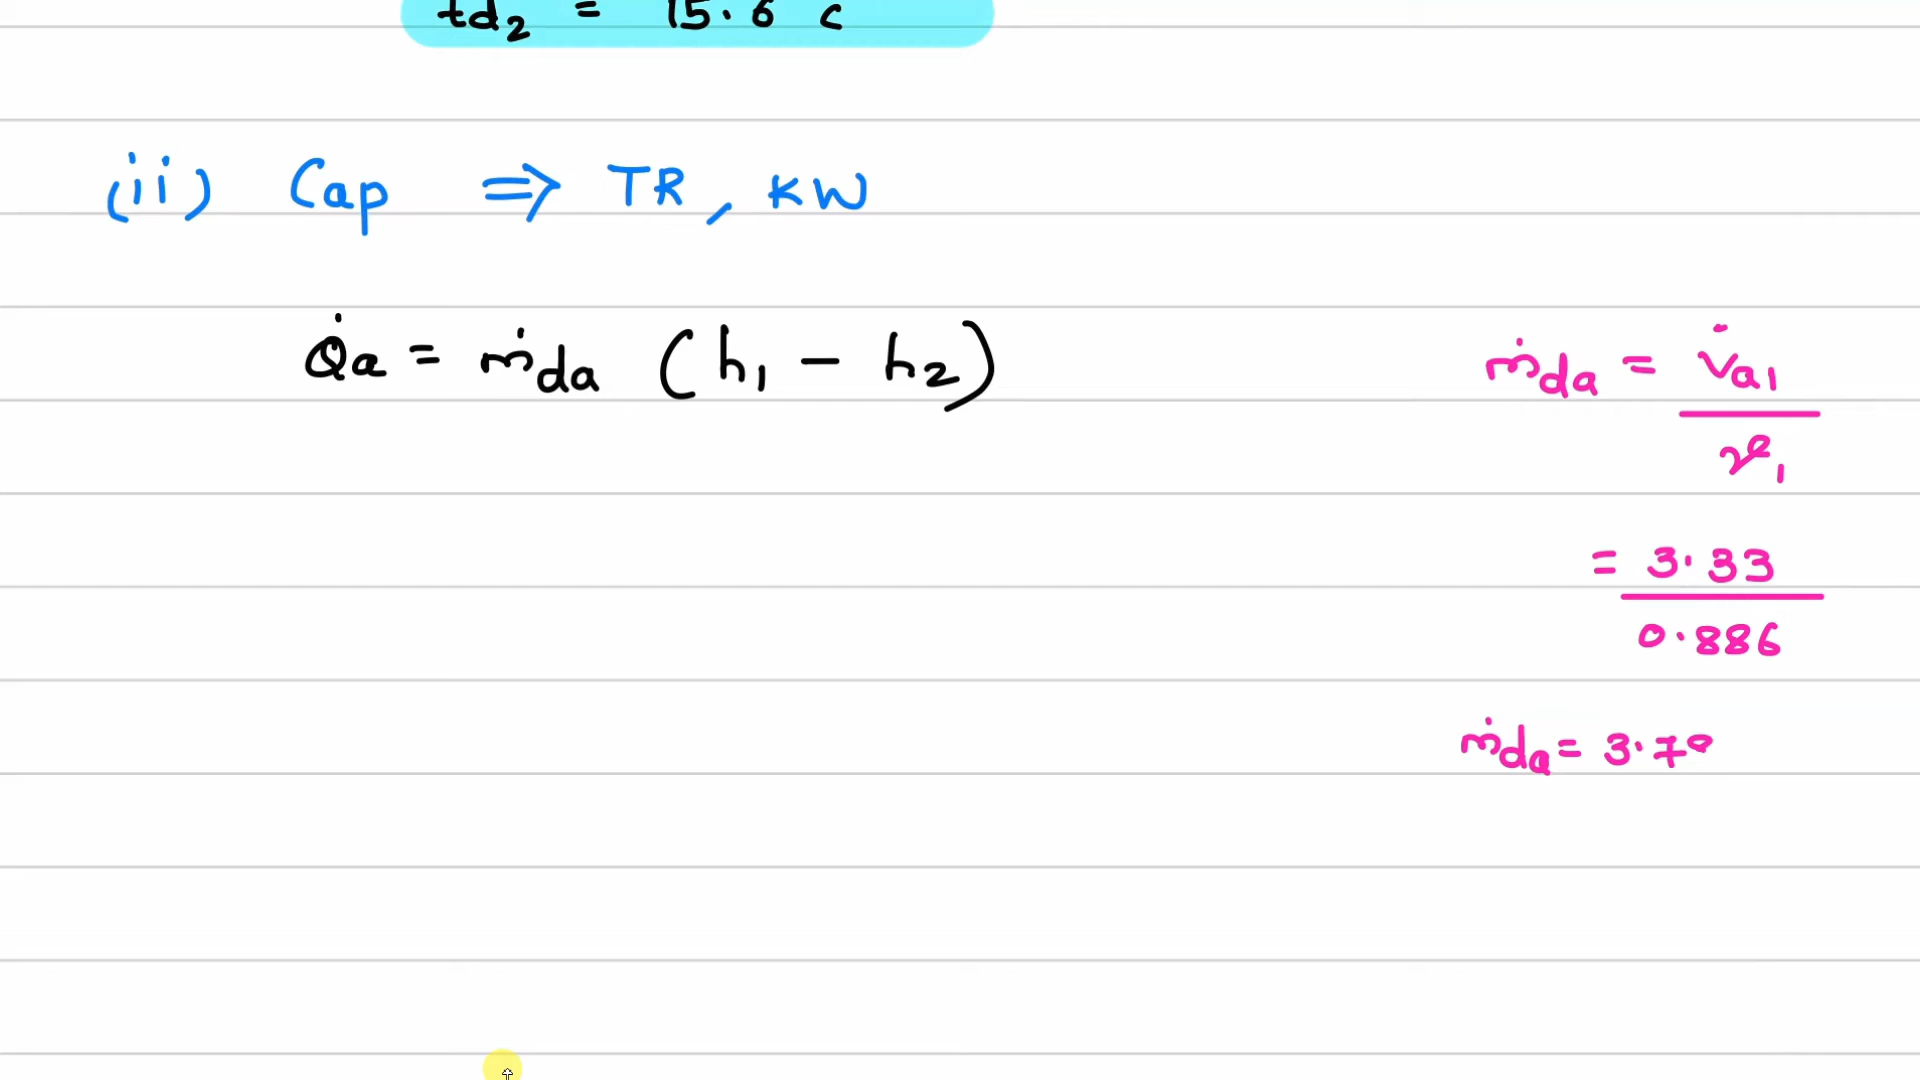 td₂ = 15.6 c
(ii) Cap ⇒ TR, KW
Q̇a = ṁda (h₁ − h₂)
ṁda = v̇a₁
v₁
= 3.33
0.886
ṁda = 3.7